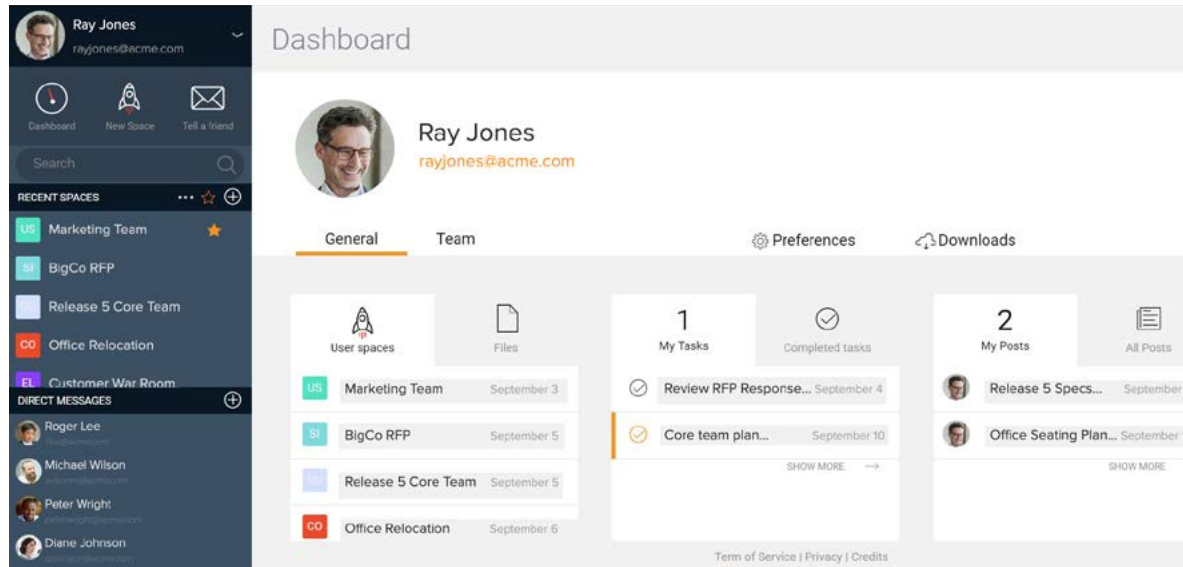 Ray Jones
rayjones@acme.com
Dashboard
New Space
Tell a friend
Search
RECENT SPACES
US Marketing Team
SI BigCo RFP
Release 5 Core Team
CO Office Relocation
EL Customer War Room
DIRECT MESSAGES
Roger Lee
Michael Wilson
Peter Wright
Diane Johnson
Dashboard
Ray Jones
rayjones@acme.com
General
Team
Preferences
Downloads
User spaces
Files
US Marketing Team September 3
SI BigCo RFP September 5
Release 5 Core Team September 5
CO Office Relocation September 6
1
My Tasks
Completed tasks
Review RFP Response... September 4
Core team plan... September 10
SHOW MORE
2
My Posts
All Posts
Release 5 Specs... September
Office Seating Plan... September
SHOW MORE
Term of Service | Privacy | Credits